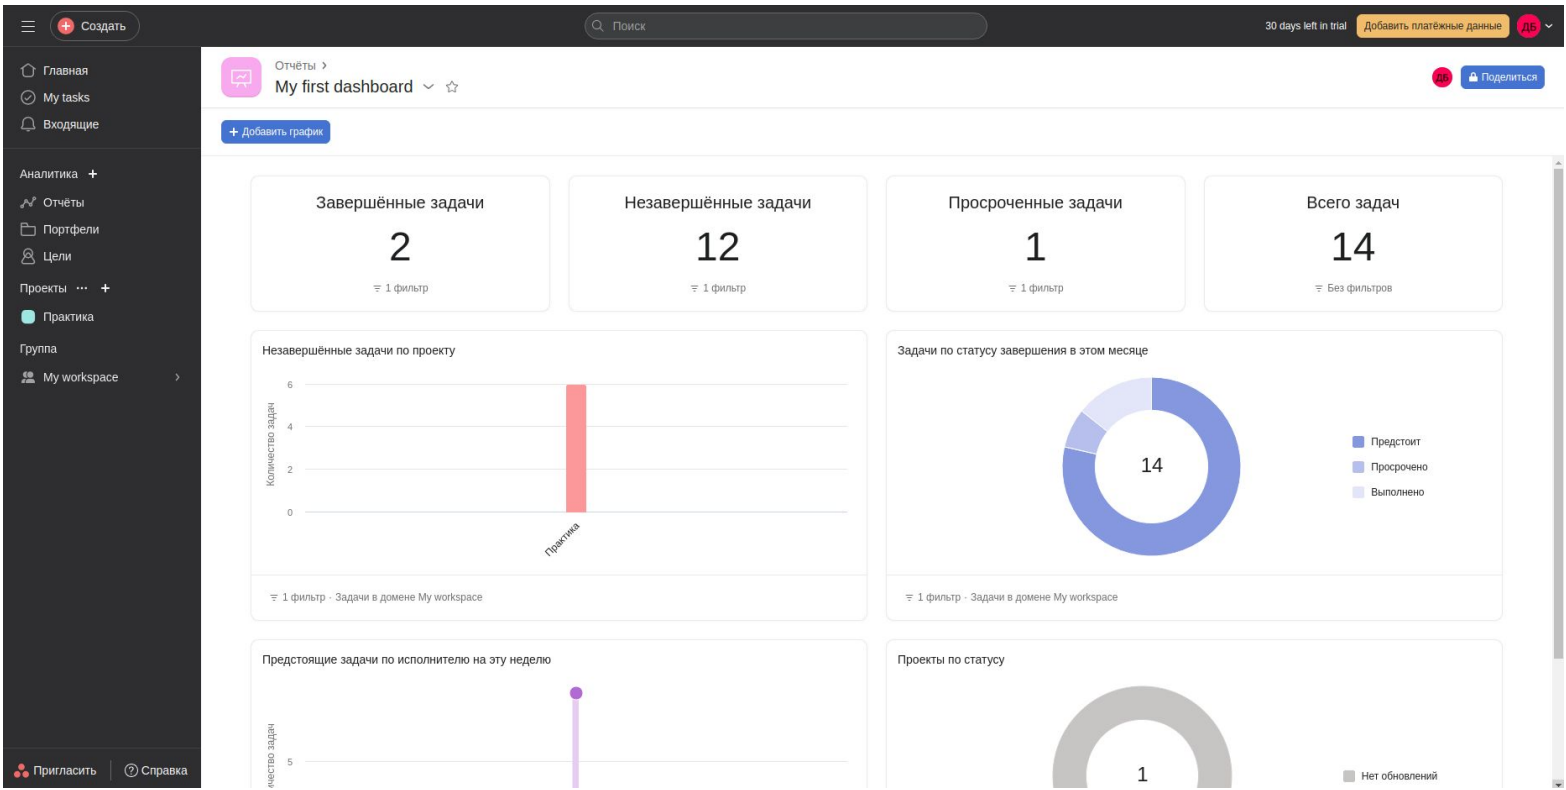 Создать
Поиск
30 days left in trial
Добавить платёжные данные
ДБ
Главная
My tasks
Входящие
Аналитика
Отчёты
Портфели
Цели
Проекты
Практика
Группа
My workspace
Пригласить
Справка
Отчёты
My first dashboard
ДБ
Поделиться
+ Добавить график
Завершённые задачи
2
1 фильтр
Незавершённые задачи
12
1 фильтр
Просроченные задачи
1
1 фильтр
Всего задач
14
Без фильтров
Незавершённые задачи по проекту
Количество задач
6
4
2
0
Практика
1 фильтр · Задачи в домене My workspace
Задачи по статусу завершения в этом месяце
14
Предстоит
Просрочено
Выполнено
1 фильтр · Задачи в домене My workspace
Предстоящие задачи по исполнителю на эту неделю
5
Проекты по статусу
1
Нет обновлений